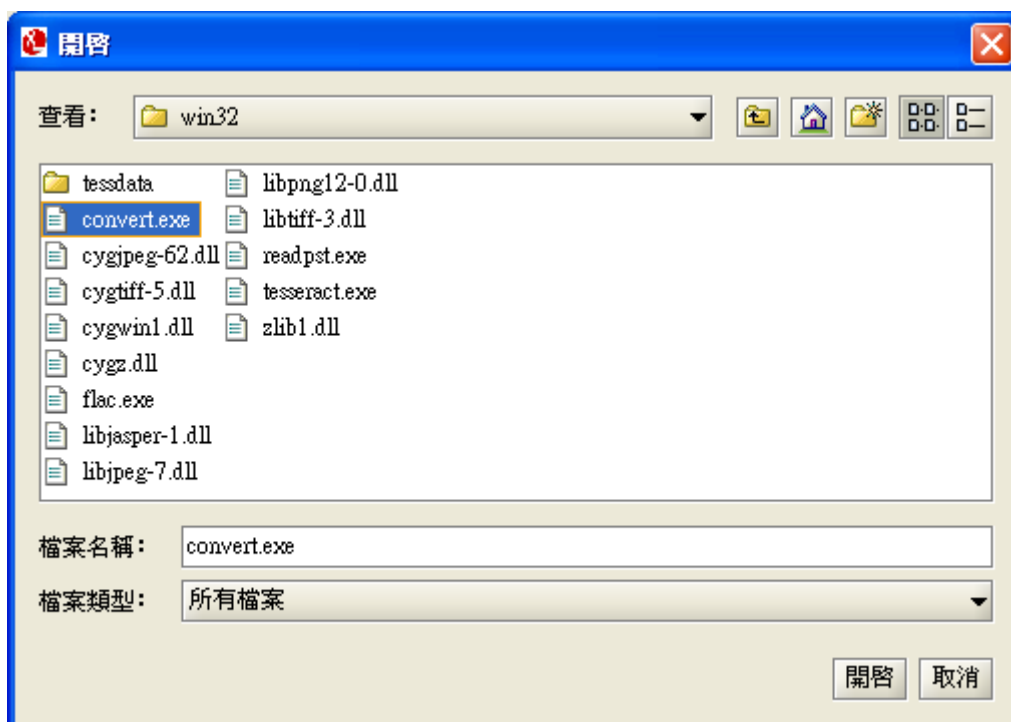 開啓
查看：
win32
tessdata
convert.exe
cygjpeg-62.dll
cygtiff-5.dll
cygwin1.dll
cygz.dll
flac.exe
libjasper-1.dll
libjpeg-7.dll
libpng12-0.dll
libtiff-3.dll
readpst.exe
tesseract.exe
zlib1.dll
檔案名稱： convert.exe
檔案類型： 所有檔案
開啓 取消